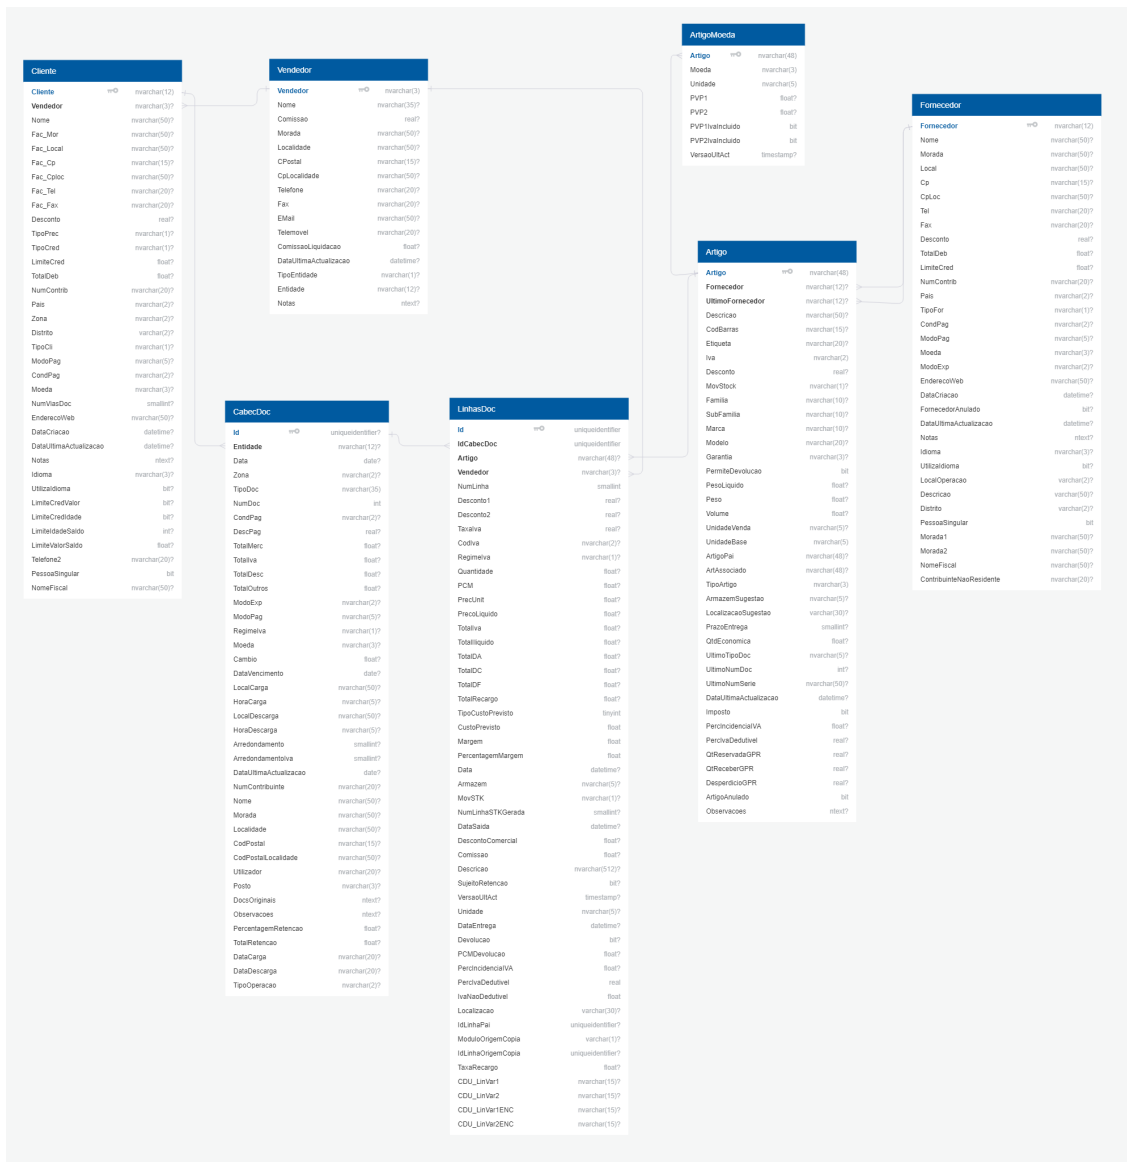 Cliente
Cliente nvarchar(12)
Vendedor nvarchar(3)?
Nome nvarchar(50)?
Fac_Mor nvarchar(50)?
Fac_Local nvarchar(50)?
Fac_Cp nvarchar(15)?
Fac_Cploc nvarchar(50)?
Fac_Tel nvarchar(20)?
Fac_Fax nvarchar(20)?
Desconto real?
TipoPrec nvarchar(1)?
TipoCred nvarchar(1)?
LimiteCred float?
TotalDeb float?
NumContrib nvarchar(20)?
Pais nvarchar(2)?
Zona nvarchar(2)?
Distrito varchar(2)?
TipoCli nvarchar(1)?
ModoPag nvarchar(5)?
CondPag nvarchar(2)?
Moeda nvarchar(3)?
NumViasDoc smallint?
EnderecoWeb nvarchar(50)?
DataCriacao datetime?
DataUltimaActualizacao datetime?
Notas ntext?
Idioma nvarchar(3)?
UtilizaIdioma bit?
LimiteCredValor bit?
LimiteCredIdade bit?
LimiteIdadeSaldo int?
LimiteValorSaldo float?
Telefone2 nvarchar(20)?
PessoaSingular bit
NomeFiscal nvarchar(50)?
Vendedor
Vendedor nvarchar(3)
Nome nvarchar(35)?
Comissao real?
Morada nvarchar(50)?
Localidade nvarchar(50)?
CPostal nvarchar(15)?
CpLocalidade nvarchar(50)?
Telefone nvarchar(20)?
Fax nvarchar(20)?
EMail nvarchar(50)?
Telemovel nvarchar(20)?
ComissaoLiquidacao float?
DataUltimaActualizacao datetime?
TipoEntidade nvarchar(1)?
Entidade nvarchar(12)?
Notas ntext?
CabecDoc
Id uniqueidentifier?
Entidade nvarchar(12)?
Data date?
Zona nvarchar(2)?
TipoDoc nvarchar(35)
NumDoc int
CondPag nvarchar(2)?
DescPag real?
TotalMerc float?
TotalIva float?
TotalDesc float?
TotalOutros float?
ModoExp nvarchar(2)?
ModoPag nvarchar(5)?
RegimeIva nvarchar(1)?
Moeda nvarchar(3)?
Cambio float?
DataVencimento date?
LocalCarga nvarchar(50)?
HoraCarga nvarchar(5)?
LocalDescarga nvarchar(50)?
HoraDescarga nvarchar(5)?
Arredondamento smallint?
ArredondamentoIva smallint?
DataUltimaActualizacao date?
NumContribuinte nvarchar(20)?
Nome nvarchar(50)?
Morada nvarchar(50)?
Localidade nvarchar(50)?
CodPostal nvarchar(15)?
CodPostalLocalidade nvarchar(50)?
Utilizador nvarchar(20)?
Posto nvarchar(3)?
DocsOriginais ntext?
Observacoes ntext?
PercentagemRetencao float?
TotalRetencao float?
DataCarga nvarchar(20)?
DataDescarga nvarchar(20)?
TipoOperacao nvarchar(2)?
LinhasDoc
Id uniqueidentifier
IdCabecDoc uniqueidentifier
Artigo nvarchar(48)?
Vendedor nvarchar(3)?
NumLinha smallint
Desconto1 real?
Desconto2 real?
TaxaIva real?
CodIva nvarchar(2)?
RegimeIva nvarchar(1)?
Quantidade float?
PCM float?
PrecUnit float?
PrecoLiquido float?
TotalIva float?
TotalIliquido float?
TotalDA float?
TotalDC float?
TotalDF float?
TotalRecargo float?
TipoCustoPrevisto tinyint
CustoPrevisto float
Margem float
PercentagemMargem float
Data datetime?
Armazem nvarchar(5)?
MovSTK nvarchar(1)?
NumLinhaSTKGerada smallint?
DataSaida datetime?
DescontoComercial float?
Comissao float?
Descricao nvarchar(512)?
SujeitoRetencao bit?
VersaoUltAct timestamp?
Unidade nvarchar(5)?
DataEntrega datetime?
Devolucao bit?
PCMDevolucao float?
PercIncidenciaIVA float?
PercIvaDedutivel real
IvaNaoDedutivel float
Localizacao varchar(30)?
IdLinhaPai uniqueidentifier?
ModuloOrigemCopia varchar(1)?
IdLinhaOrigemCopia uniqueidentifier?
TaxaRecargo float?
CDU_LinVar1 nvarchar(15)?
CDU_LinVar2 nvarchar(15)?
CDU_LinVar1ENC nvarchar(15)?
CDU_LinVar2ENC nvarchar(15)?
ArtigoMoeda
Artigo nvarchar(48)
Moeda nvarchar(3)
Unidade nvarchar(5)
PVP1 float?
PVP2 float?
PVP1IvaIncluido bit
PVP2IvaIncluido bit
VersaoUltAct timestamp?
Artigo
Artigo nvarchar(48)
Fornecedor nvarchar(12)?
UltimoFornecedor nvarchar(12)?
Descricao nvarchar(50)?
CodBarras nvarchar(15)?
Etiqueta nvarchar(20)?
Iva nvarchar(2)
Desconto real?
MovStock nvarchar(1)?
Familia nvarchar(10)?
SubFamilia nvarchar(10)?
Marca nvarchar(10)?
Modelo nvarchar(20)?
Garantia nvarchar(3)?
PermiteDevolucao bit
PesoLiquido float?
Peso float?
Volume float?
UnidadeVenda nvarchar(5)?
UnidadeBase nvarchar(5)
ArtigoPai nvarchar(48)?
ArtAssociado nvarchar(48)?
TipoArtigo nvarchar(3)
ArmazemSugestao nvarchar(5)?
LocalizacaoSugestao varchar(30)?
PrazoEntrega smallint?
QtdEconomica float?
UltimoTipoDoc nvarchar(5)?
UltimoNumDoc int?
UltimoNumSerie nvarchar(50)?
DataUltimaActualizacao datetime?
Imposto bit
PercIncidenciaIVA float?
PercIvaDedutivel real?
QtReservadaGPR real?
QtReceberGPR real?
DesperdicioGPR real?
ArtigoAnulado bit
Observacoes ntext?
Fornecedor
Fornecedor nvarchar(12)
Nome nvarchar(50)?
Morada nvarchar(50)?
Local nvarchar(50)?
Cp nvarchar(15)?
CpLoc nvarchar(50)?
Tel nvarchar(20)?
Fax nvarchar(20)?
Desconto real?
TotalDeb float?
LimiteCred float?
NumContrib nvarchar(20)?
Pais nvarchar(2)?
TipoFor nvarchar(1)?
CondPag nvarchar(2)?
ModoPag nvarchar(5)?
Moeda nvarchar(3)?
ModoExp nvarchar(2)?
EnderecoWeb nvarchar(50)?
DataCriacao datetime?
FornecedorAnulado bit?
DataUltimaActualizacao datetime?
Notas ntext?
Idioma nvarchar(3)?
UtilizaIdioma bit?
LocalOperacao varchar(2)?
Descricao varchar(50)?
Distrito varchar(2)?
PessoaSingular bit
Morada1 nvarchar(50)?
Morada2 nvarchar(50)?
NomeFiscal nvarchar(50)?
ContribuinteNaoResidente nvarchar(20)?